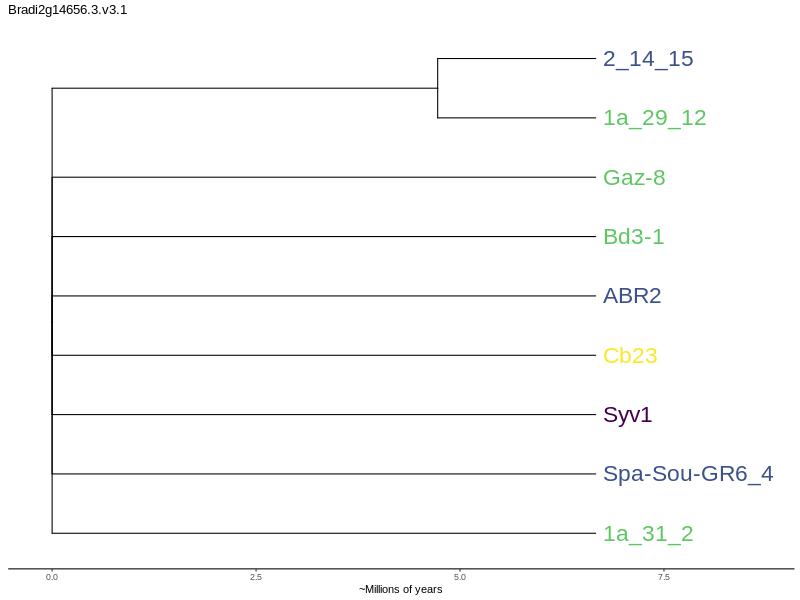 Bradi2g14656.3.v3.1
2_14_15
1a_29_12
Gaz-8
Bd3-1
ABR2
Cb23
Syv1
Spa-Sou-GR6_4
1a_31_2
0.0 2.5 5.0 7.5
~Millions of years